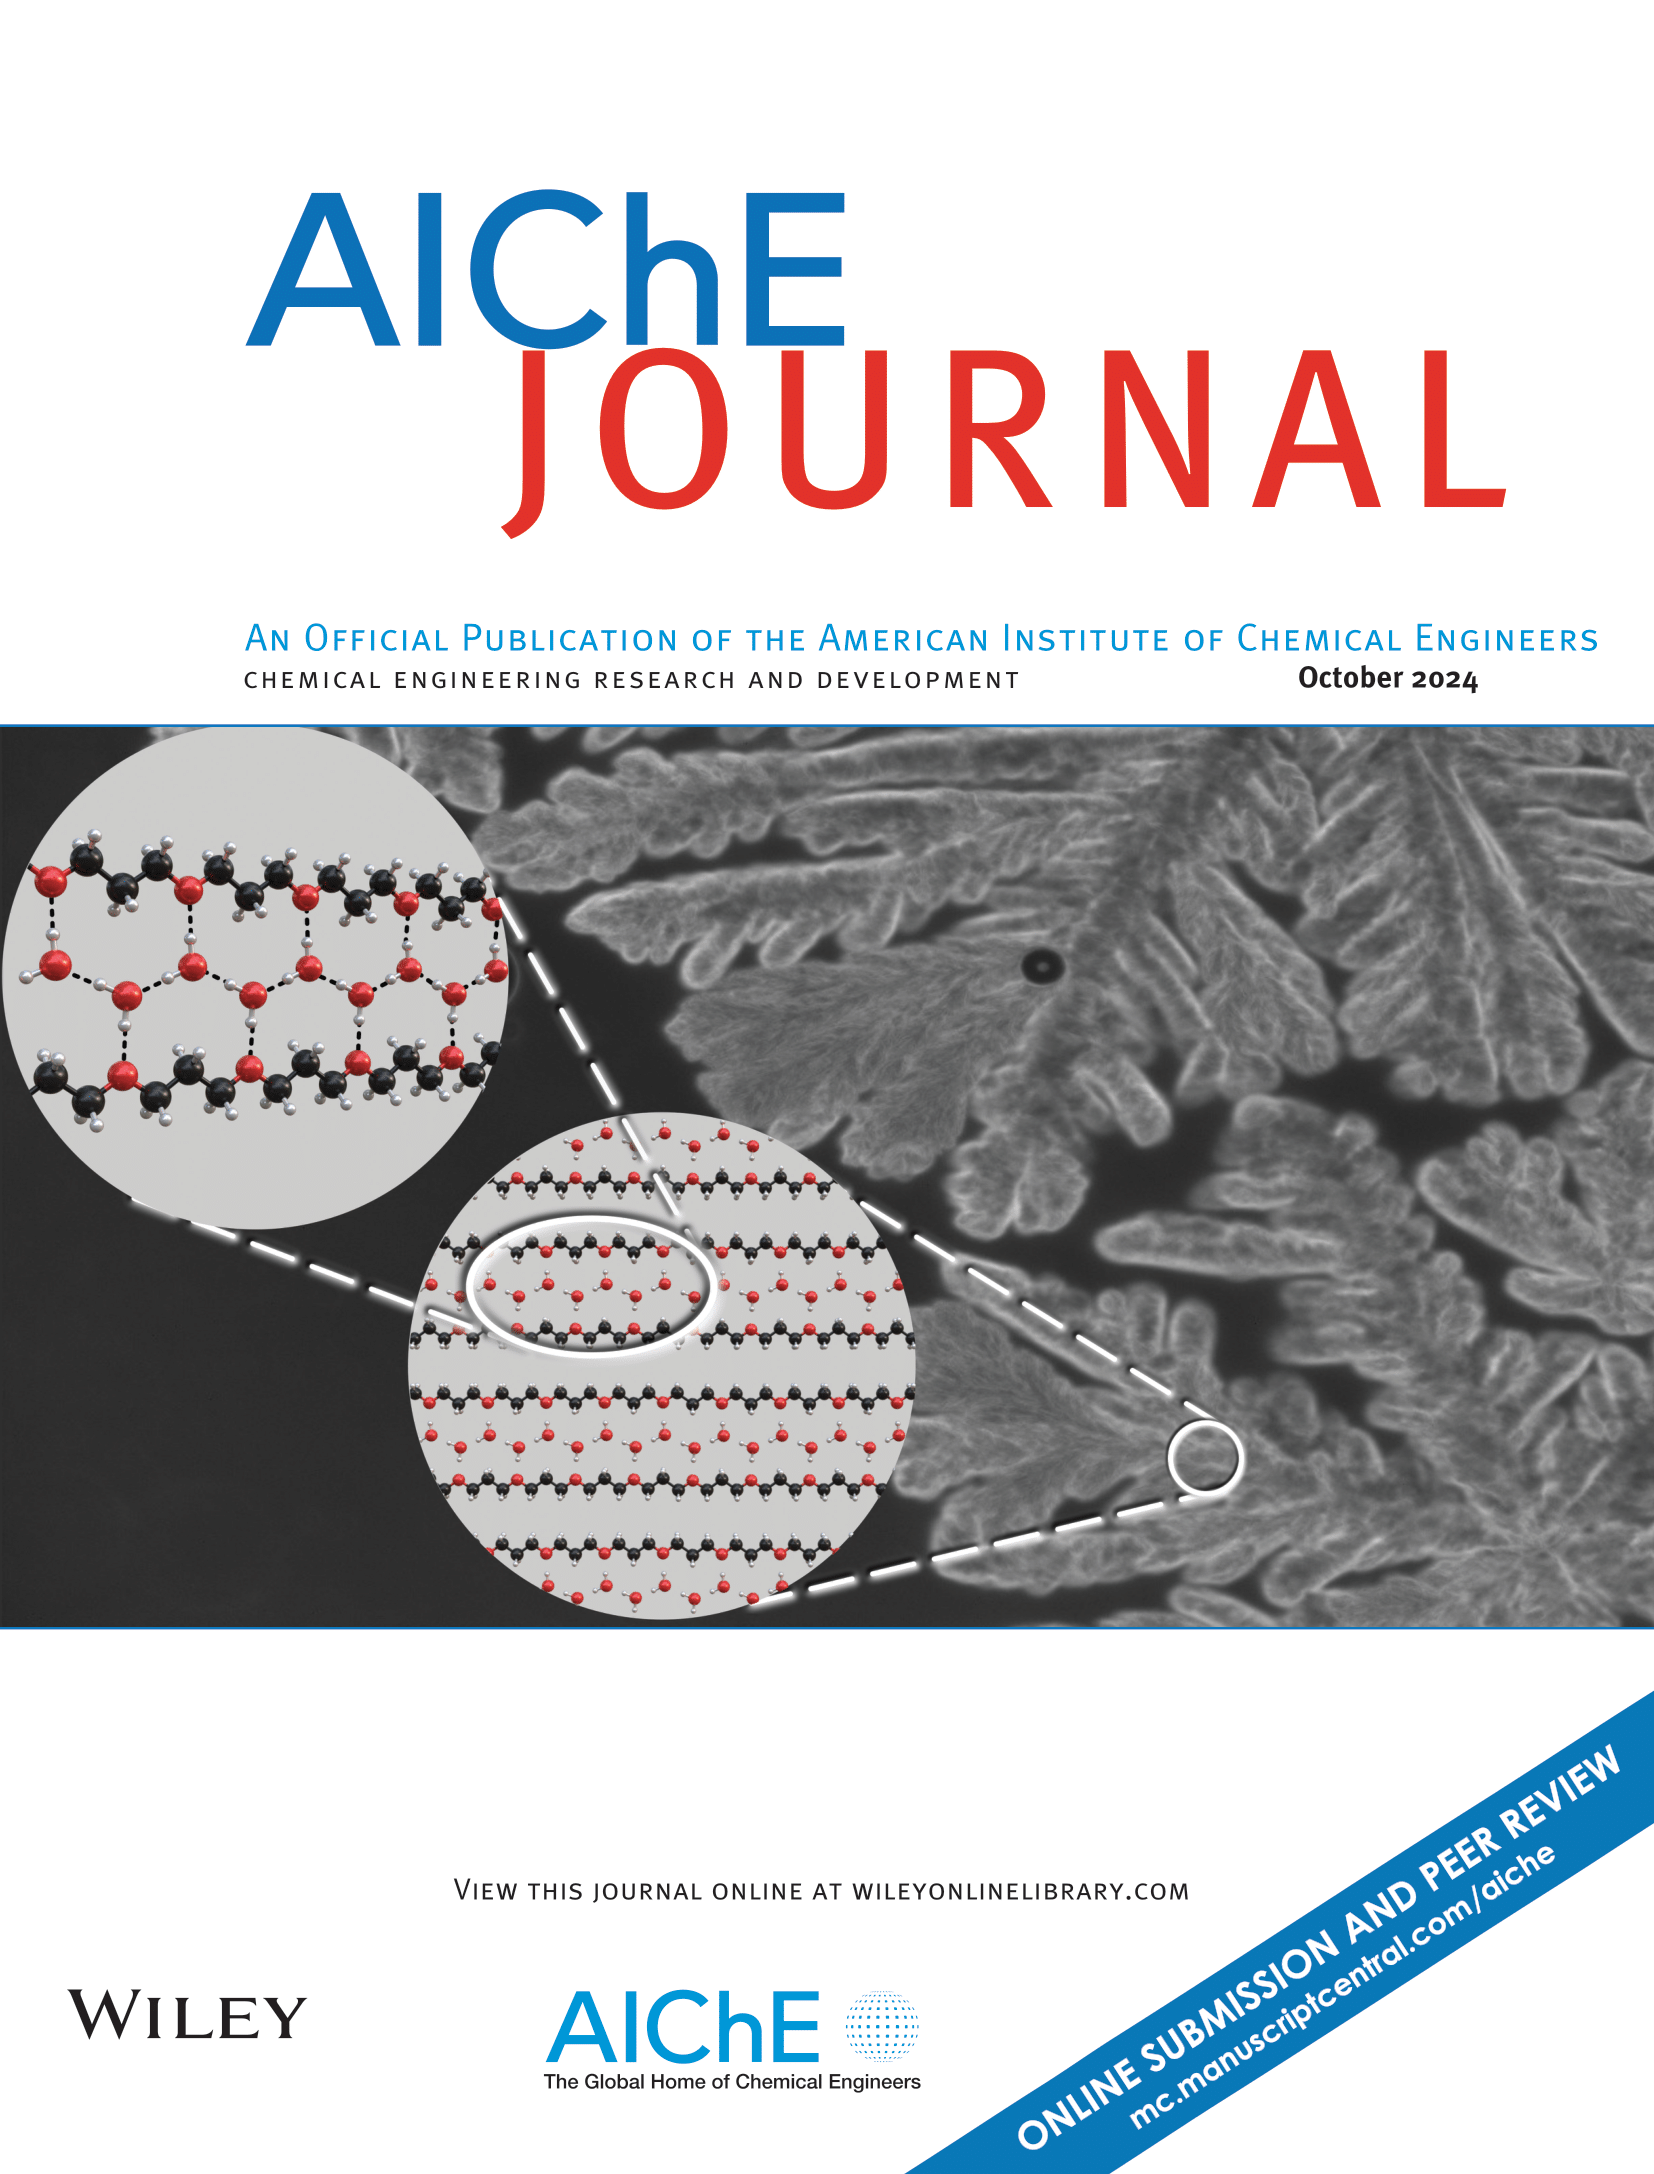 AIChE
JOURNAL
An Official Publication of the American Institute of Chemical Engineers
CHEMICAL ENGINEERING RESEARCH AND DEVELOPMENT
October 2024
View this journal online at wileyonlinelibrary.com
WILEY
AIChE
The Global Home of Chemical Engineers
ONLINE SUBMISSION AND PEER REVIEW
mc.manuscriptcentral.com/aiche